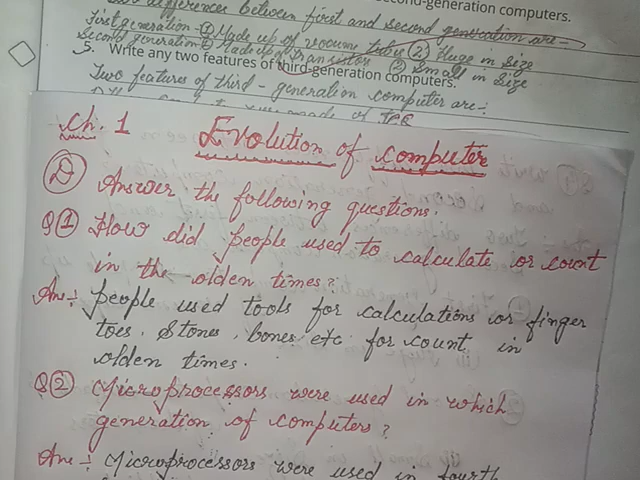 second-generation computers.
differences between first and second generation are-
First generation - ① Made up of vacuum tubes ② Huge in size
Second generation ① Made up of transistor ② Small in size
5. Write any two features of third-generation computers.
Two features of third-generation computer are:-
made of
Ch. 1 Evolution of computer
D Answer the following questions.
Q① How did people used to calculate or count
in the olden times?
Ans:- people used tools for calculations or finger
toes, stones, bones etc for count in
olden times.
Q② Microprocessors were used in which
generation of computers?
Ans:- Microprocessors were used in fourth